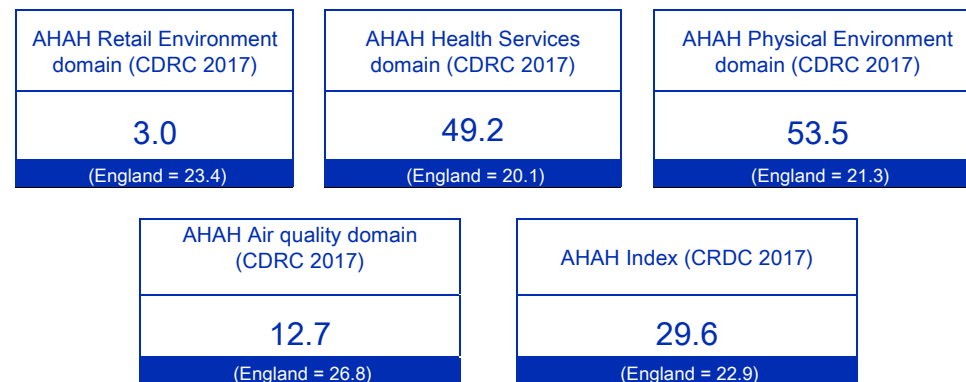 AHAH Retail Environment
domain (CDRC 2017)
3.0
(England = 23.4)
AHAH Health Services
domain (CDRC 2017)
49.2
(England = 20.1)
AHAH Physical Environment
domain (CDRC 2017)
53.5
(England = 21.3)
AHAH Air quality domain
(CDRC 2017)
12.7
(England = 26.8)
AHAH Index (CRDC 2017)
29.6
(England = 22.9)